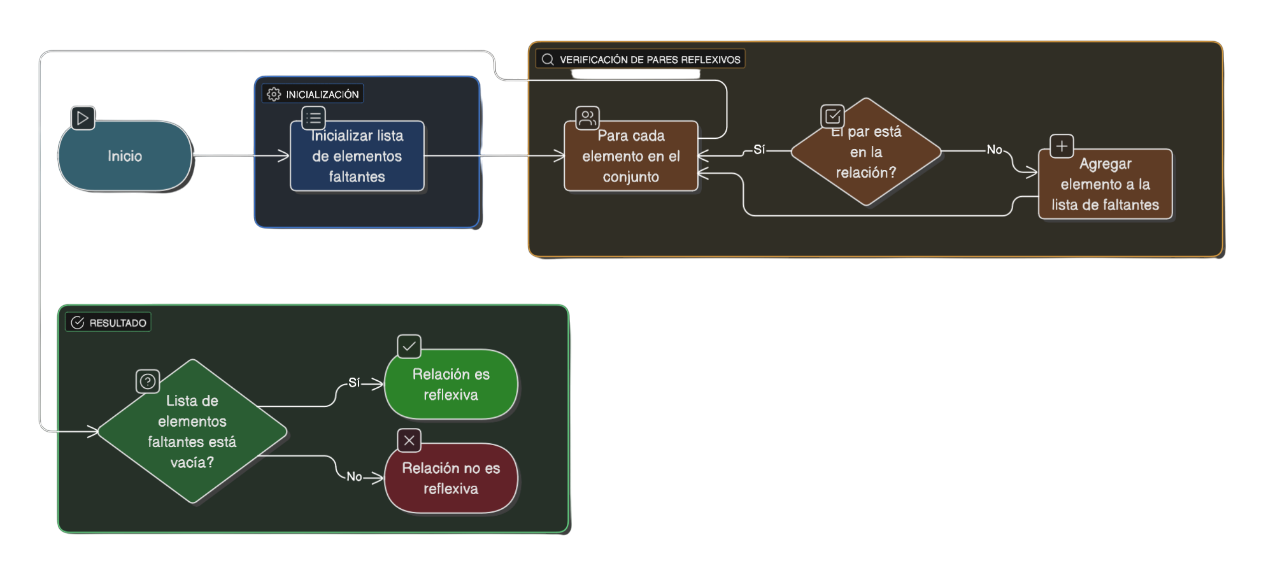 VERIFICACIÓN DE PARES REFLEXIVOS
INICIALIZACIÓN
Inicio
Inicializar lista
de elementos
faltantes
Para cada
elemento en el
conjunto
Sí
El par está
en la
relación?
No
Agregar
elemento a la
lista de faltantes
RESULTADO
Lista de
elementos
faltantes está
vacía?
Sí
Relación es
reflexiva
No
Relación no es
reflexiva